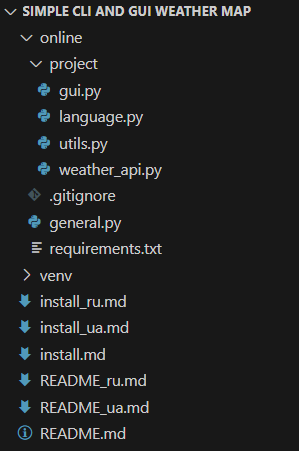 SIMPLE CLI AND GUI WEATHER MAP
online
project
gui.py
language.py
utils.py
weather_api.py
.gitignore
general.py
requirements.txt
venv
install_ru.md
install_ua.md
install.md
README_ru.md
README_ua.md
README.md